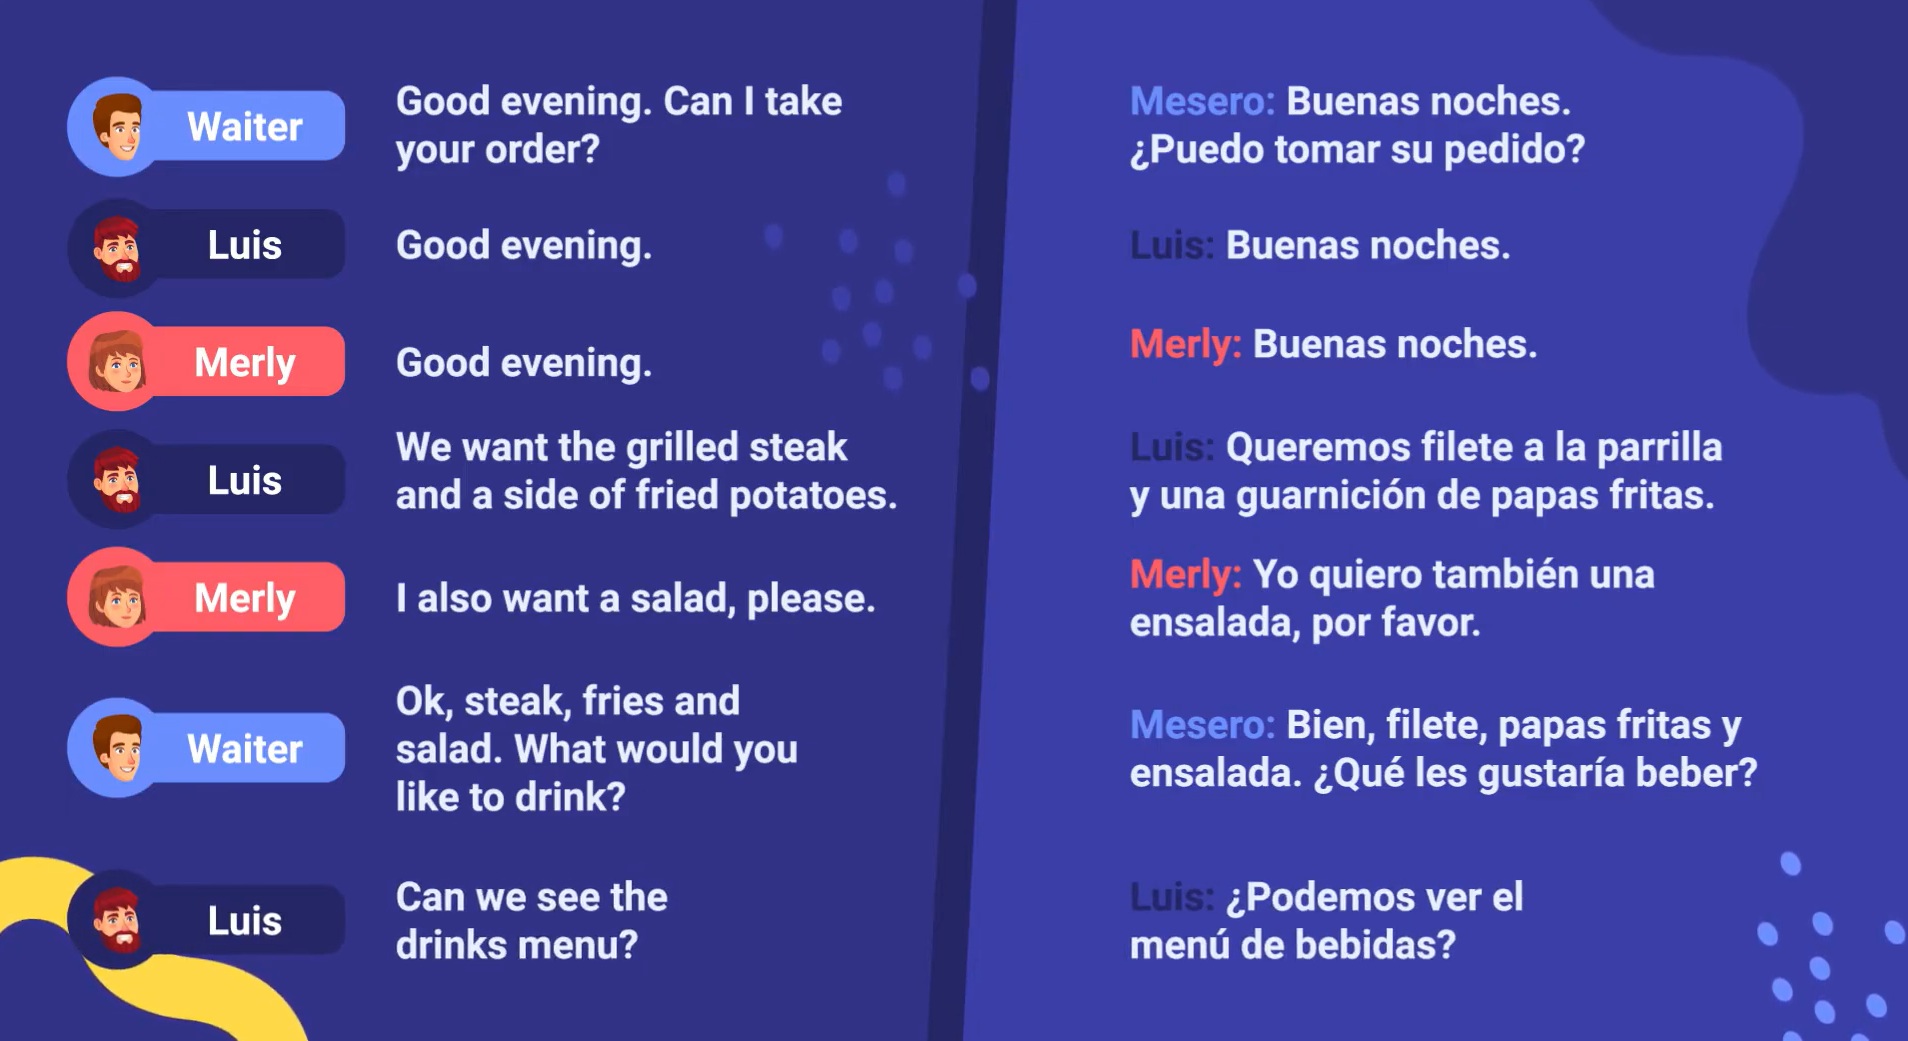 Waiter
Good evening. Can I take
your order?
Luis
Good evening.
Merly
Good evening.
Luis
We want the grilled steak
and a side of fried potatoes.
Merly
I also want a salad, please.
Waiter
Ok, steak, fries and
salad. What would you
like to drink?
Luis
Can we see the
drinks menu?
Mesero: Buenas noches.
¿Puedo tomar su pedido?
Luis: Buenas noches.
Merly: Buenas noches.
Luis: Queremos filete a la parrilla
y una guarnición de papas fritas.
Merly: Yo quiero también una
ensalada, por favor.
Mesero: Bien, filete, papas fritas y
ensalada. ¿Qué les gustaría beber?
Luis: ¿Podemos ver el
menú de bebidas?